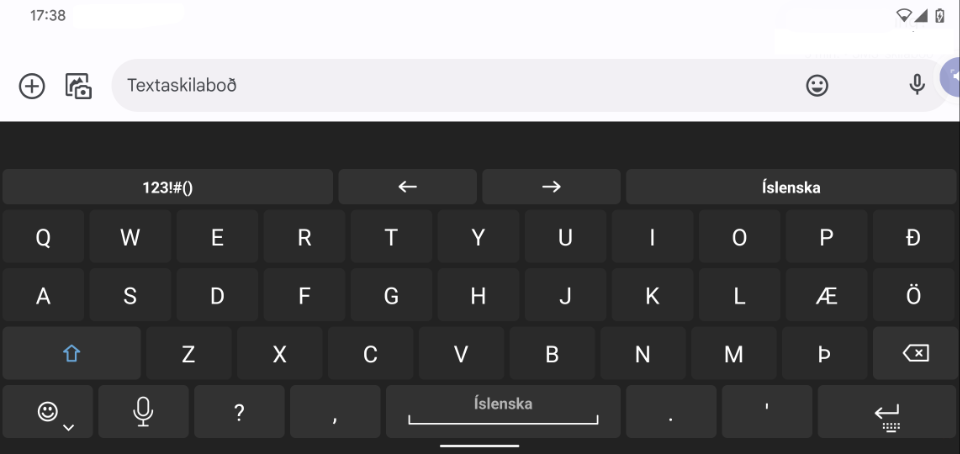 17:38
Textaskilaboð
123!#() ← → Íslenska
Q W E R T Y U I O P Ð
A S D F G H J K L Æ Ö
Z X C V B N M Þ
? , Íslenska . '